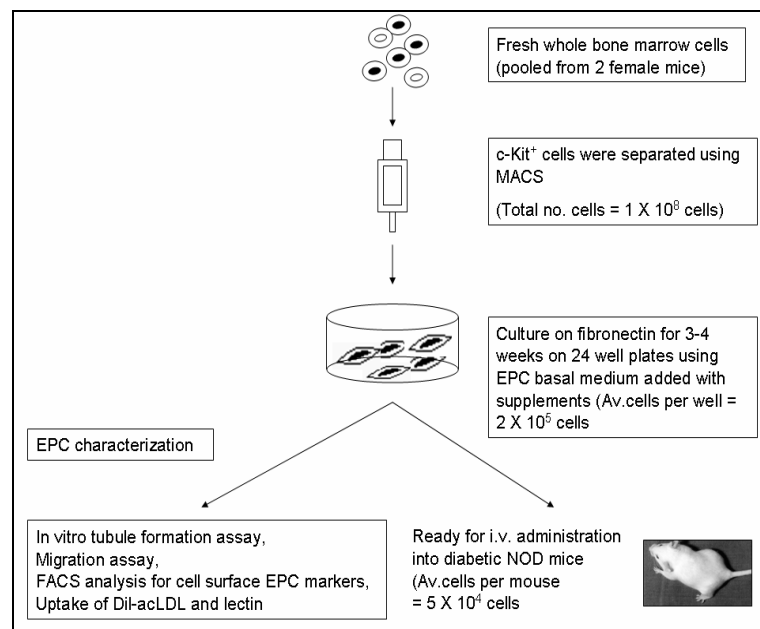 Fresh whole bone marrow cells
(pooled from 2 female mice)
c-Kit⁺ cells were separated using
MACS
(Total no. cells = 1 X 10⁸ cells)
Culture on fibronectin for 3-4
weeks on 24 well plates using
EPC basal medium added with
supplements (Av.cells per well =
2 X 10⁵ cells
EPC characterization
In vitro tubule formation assay,
Migration assay,
FACS analysis for cell surface EPC markers,
Uptake of Dil-acLDL and lectin
Ready for i.v. administration
into diabetic NOD mice
(Av.cells per mouse
= 5 X 10⁴ cells